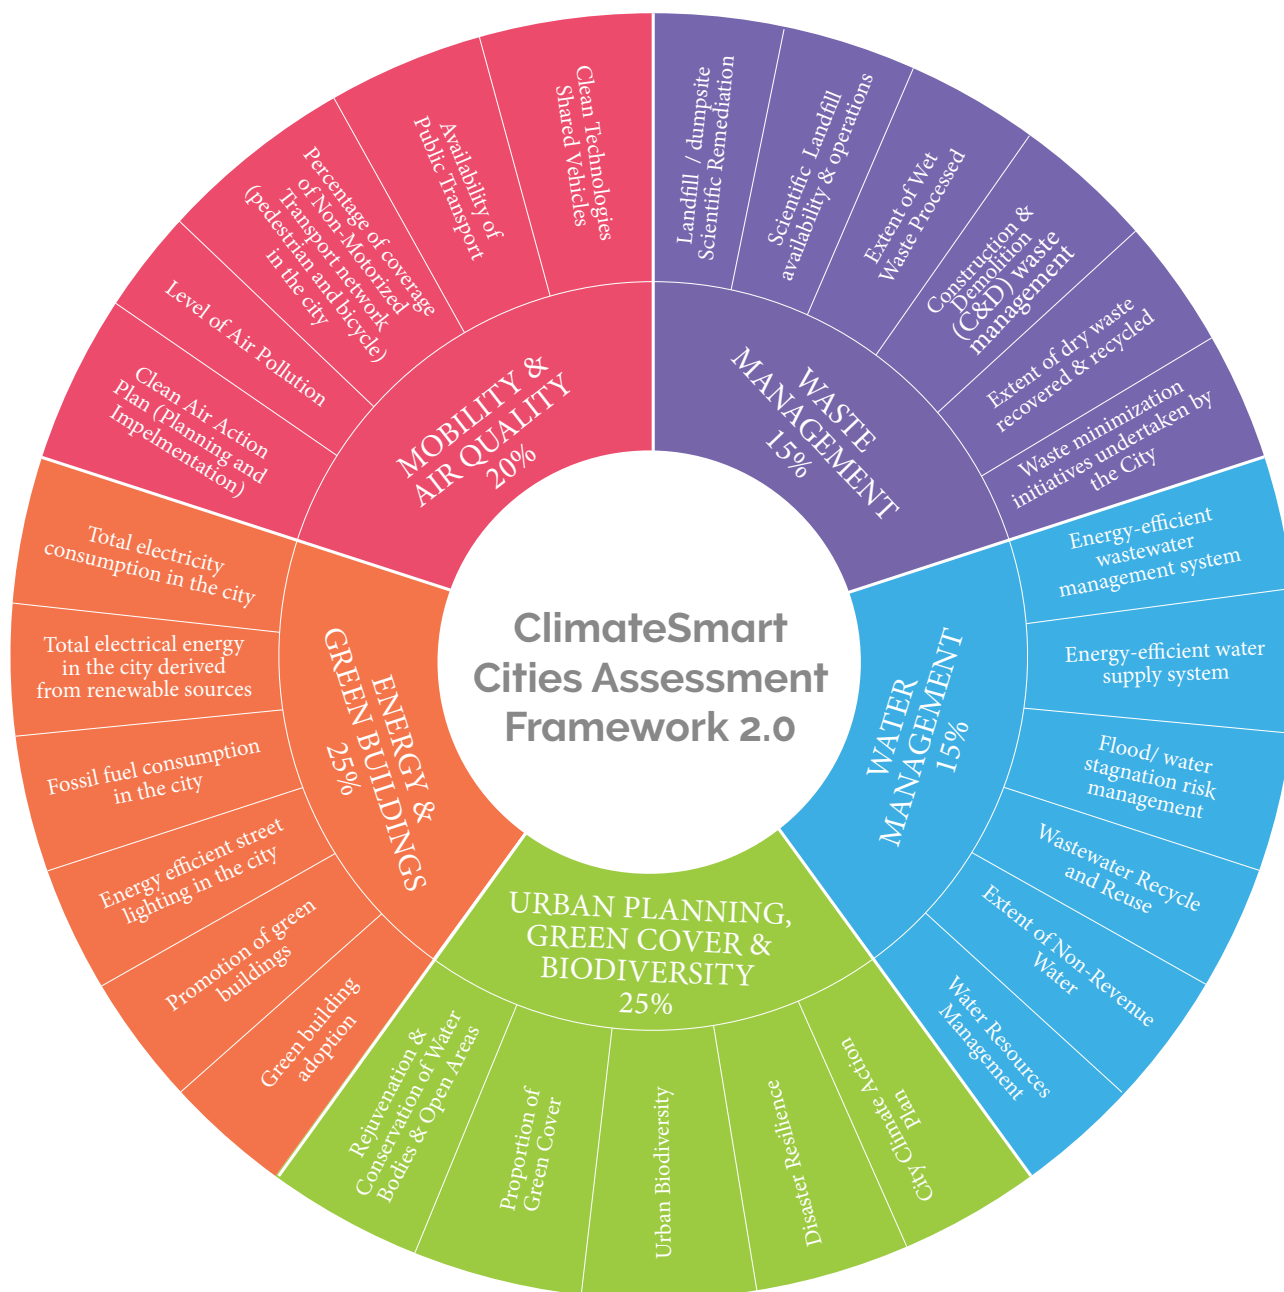 ClimateSmart
Cities Assessment
Framework 2.0
WASTE
MANAGEMENT
15%
Landfill / dumpsite
Scientific Remediation
Scientific Landfill
availability & operations
Extent of Wet
Waste Processed
Construction &
Demolition
(C&D) waste
management
Extent of dry waste
recovered & recycled
Waste minimization
initiatives undertaken by
the City
WATER
MANAGEMENT
15%
Energy-efficient
wastewater
management system
Energy-efficient water
supply system
Flood/ water
stagnation risk
management
Wastewater Recycle
and Reuse
Extent of Non-Revenue
Water
Water Resources
Management
URBAN PLANNING,
GREEN COVER &
BIODIVERSITY
25%
City Climate Action
Plan
Disaster Resilience
Urban Biodiversity
Proportion of
Green Cover
Rejuvenation &
Conservation of Water
Bodies & Open Areas
ENERGY &
GREEN BUILDINGS
25%
Green building
adoption
Promotion of green
buildings
Energy efficient street
lighting in the city
Fossil fuel consumption
in the city
Total electrical energy
in the city derived
from renewable sources
Total electricity
consumption in the city
MOBILITY &
AIR QUALITY
20%
Clean Air Action
Plan (Planning and
Impelmentation)
Level of Air Pollution
Percentage of coverage
of Non-Motorized
Transport network
(pedestrian and bicycle)
in the city
Availability of
Public Transport
Clean Technologies
Shared Vehicles